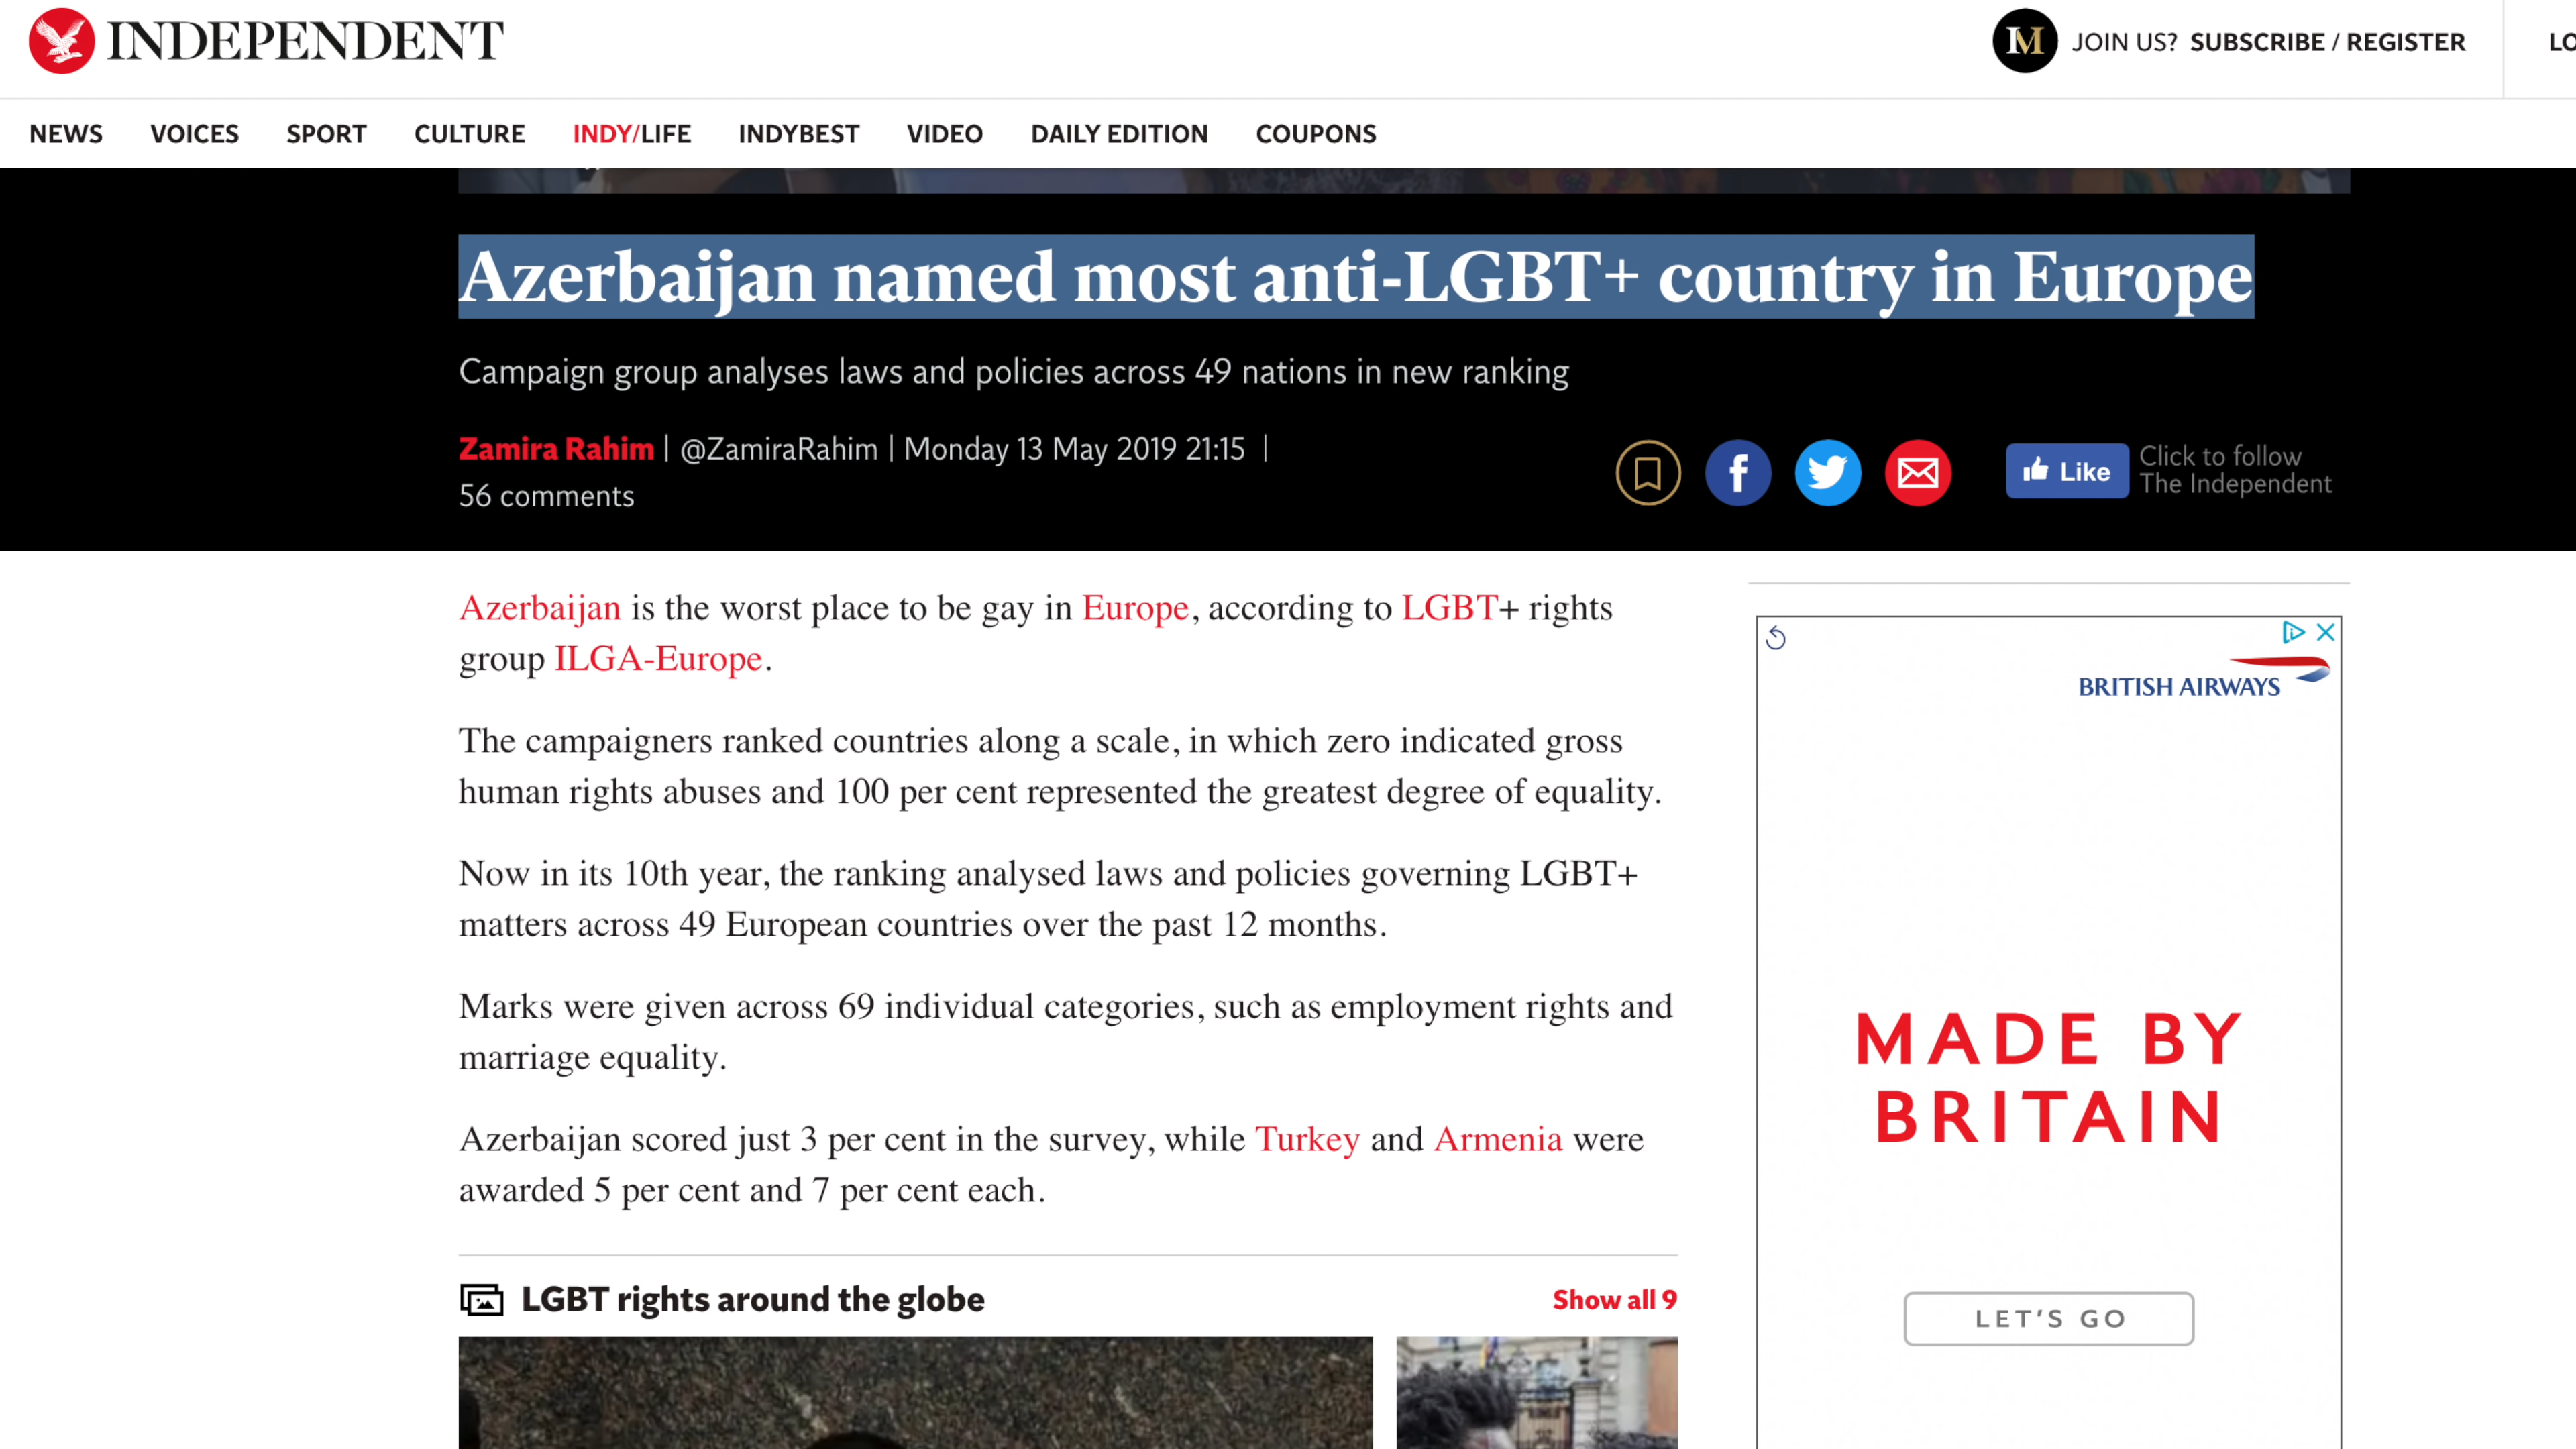 INDEPENDENT
JOIN US? SUBSCRIBE / REGISTER
NEWS VOICES SPORT CULTURE INDY/LIFE INDYBEST VIDEO DAILY EDITION COUPONS
Azerbaijan named most anti-LGBT+ country in Europe
Campaign group analyses laws and policies across 49 nations in new ranking
Zamira Rahim | @ZamiraRahim | Monday 13 May 2019 21:15 |
56 comments
Like
Click to follow
The Independent
Azerbaijan is the worst place to be gay in Europe, according to LGBT+ rights
group ILGA-Europe.
The campaigners ranked countries along a scale, in which zero indicated gross
human rights abuses and 100 per cent represented the greatest degree of equality.
Now in its 10th year, the ranking analysed laws and policies governing LGBT+
matters across 49 European countries over the past 12 months.
Marks were given across 69 individual categories, such as employment rights and
marriage equality.
Azerbaijan scored just 3 per cent in the survey, while Turkey and Armenia were
awarded 5 per cent and 7 per cent each.
LGBT rights around the globe
Show all 9
BRITISH AIRWAYS
MADE BY
BRITAIN
LET'S GO